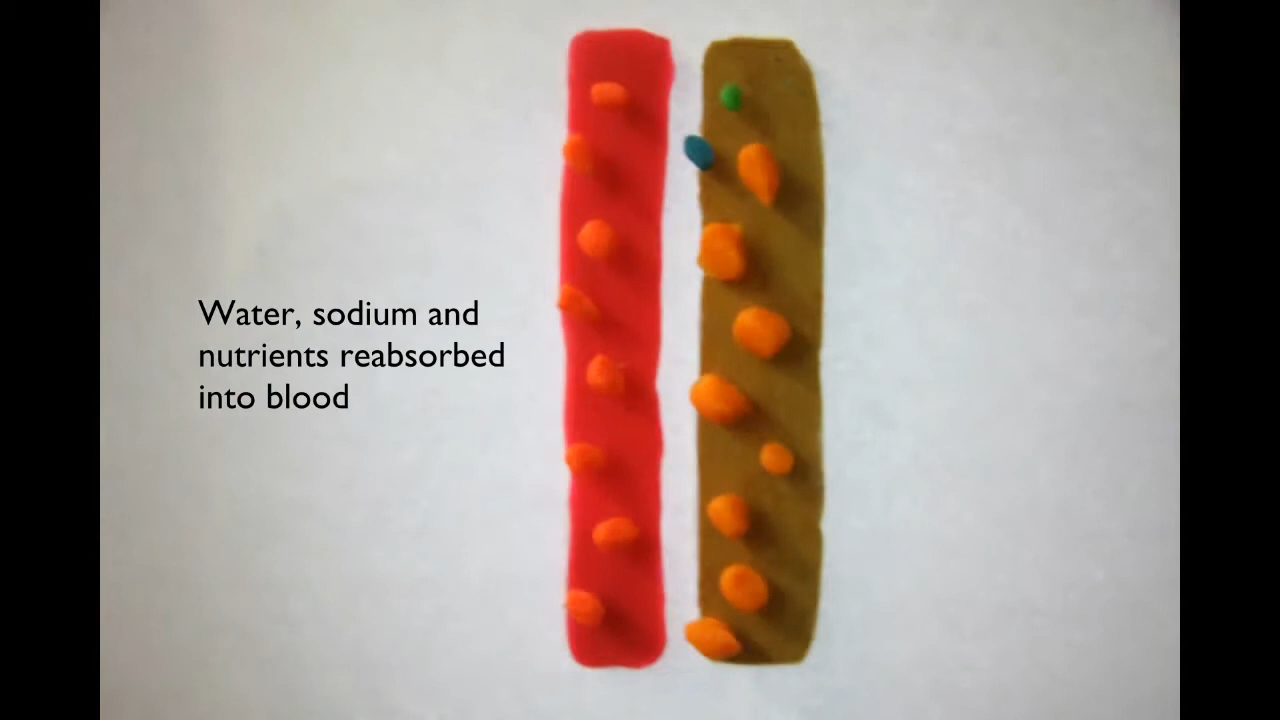 Water, sodium and
nutrients reabsorbed
into blood